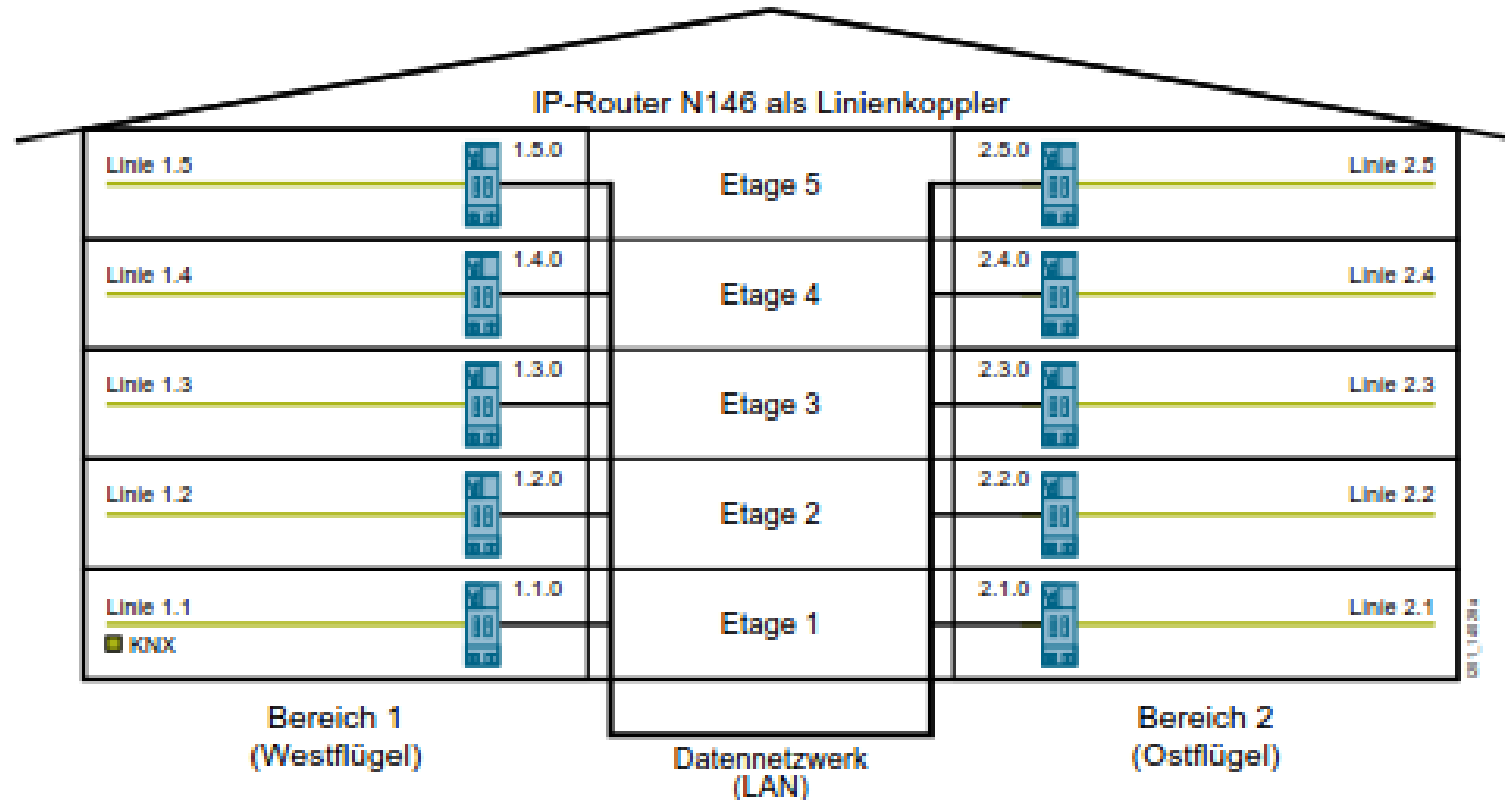 IP-Router N146 als Linienkoppler
Linie 1.5
1.5.0
Etage 5
2.5.0
Linie 2.5
Linie 1.4
1.4.0
Etage 4
2.4.0
Linie 2.4
Linie 1.3
1.3.0
Etage 3
2.3.0
Linie 2.3
Linie 1.2
1.2.0
Etage 2
2.2.0
Linie 2.2
Linie 1.1
1.1.0
Etage 1
2.1.0
Linie 2.1
KNX
Bereich 1
(Westflügel)
Datennetzwerk
(LAN)
Bereich 2
(Ostflügel)